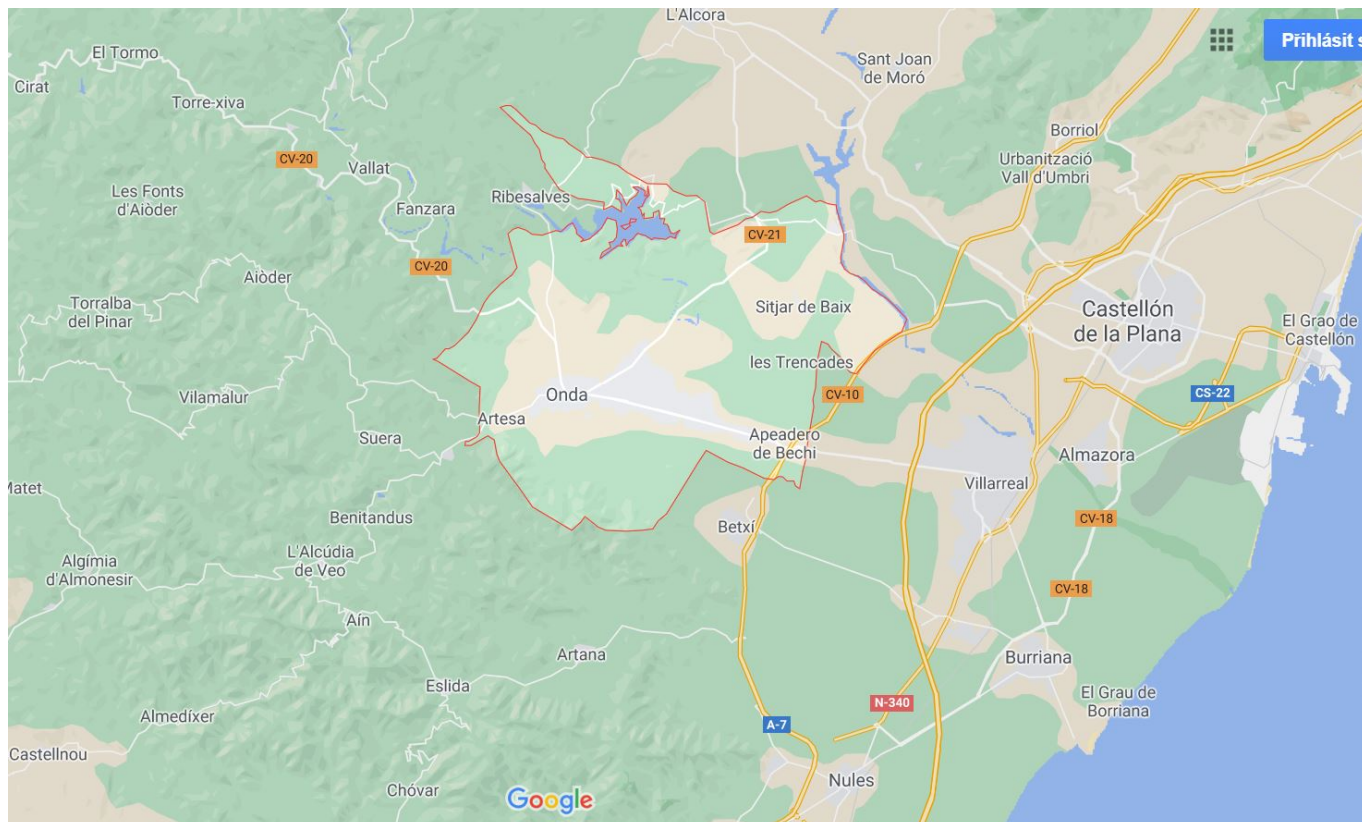 L'Alcora
El Tormo
Přihlásit s
Sant Joan
de Moró
Cirat
Torre-xiva
Borriol
CV-20
Vallat
Urbanització
Vall d'Umbri
Les Fonts
d'Aiòder
Ribesalves
Fanzara
CV-21
CV-20
Aiòder
Torralba
del Pinar
Sitjar de Baix
Castellón
de la Plana
El Grao de
Castellón
les Trencades
Vilamalur
Onda
CV-10
CS-22
Artesa
Suera
Apeadero
de Bechi
Almazora
Matet
Villarreal
Benitandus
Betxí
CV-18
Algímia
d'Almonesir
L'Alcúdia
de Veo
CV-18
Aín
Artana
Burriana
Eslida
El Grau de
Borriana
Almedíxer
N-340
A-7
Castellnou
Chóvar
Google
Nules